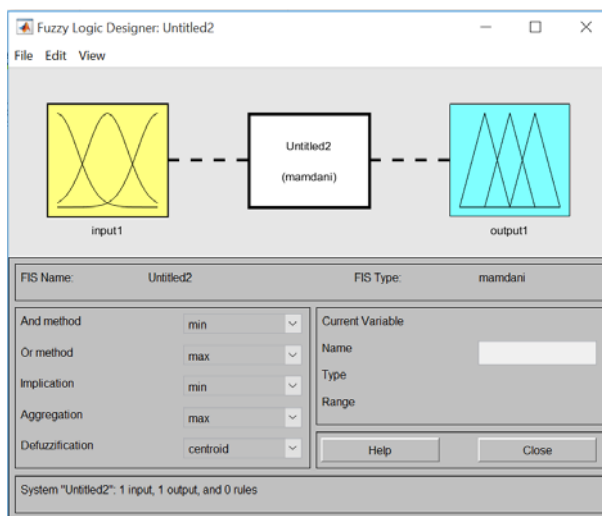 Fuzzy Logic Designer: Untitled2
File Edit View
Untitled2
(mamdani)
input1
output1
FIS Name: Untitled2 FIS Type: mamdani
And method min
Or method max
Implication min
Aggregation max
Defuzzification centroid
Current Variable
Name
Type
Range
Help Close
System "Untitled2": 1 input, 1 output, and 0 rules